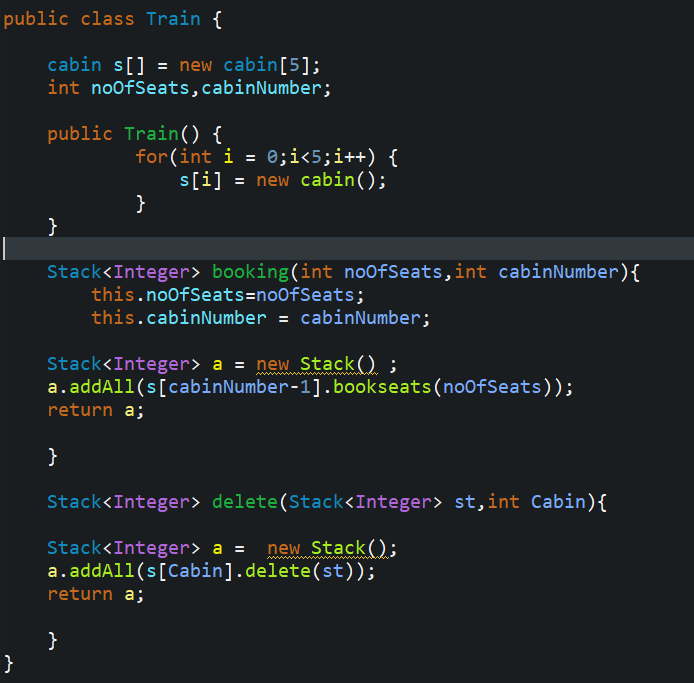 public class Train {
cabin s[] = new cabin[5];
int noOfSeats,cabinNumber;
public Train() {
for(int i = 0;i<5;i++) {
s[i] = new cabin();
}
}
Stack<Integer> booking(int noOfSeats,int cabinNumber){
this.noOfSeats=noOfSeats;
this.cabinNumber = cabinNumber;
Stack<Integer> a = new Stack() ;
a.addAll(s[cabinNumber-1].bookseats(noOfSeats));
return a;
}
Stack<Integer> delete(Stack<Integer> st,int Cabin){
Stack<Integer> a =  new Stack();
a.addAll(s[Cabin].delete(st));
return a;
}
}